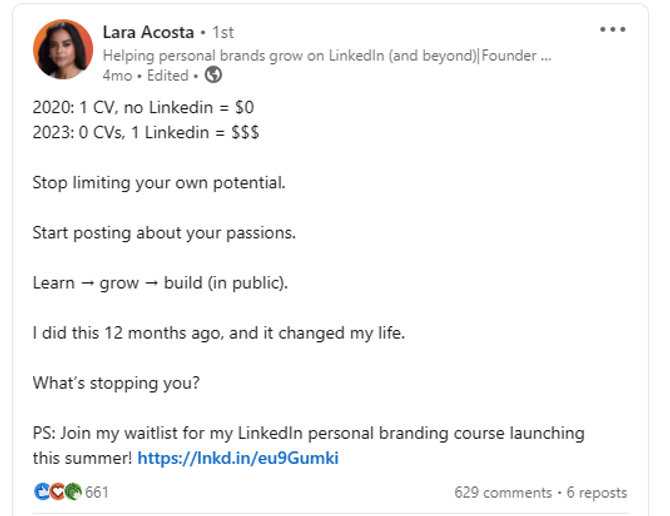 Lara Acosta • 1st
Helping personal brands grow on LinkedIn (and beyond)|Founder ...
4mo • Edited •
2020: 1 CV, no Linkedin = $0
2023: 0 CVs, 1 Linkedin = $$$
Stop limiting your own potential.
Start posting about your passions.
Learn → grow → build (in public).
I did this 12 months ago, and it changed my life.
What's stopping you?
PS: Join my waitlist for my LinkedIn personal branding course launching
this summer! https://lnkd.in/eu9Gumki
661
629 comments • 6 reposts